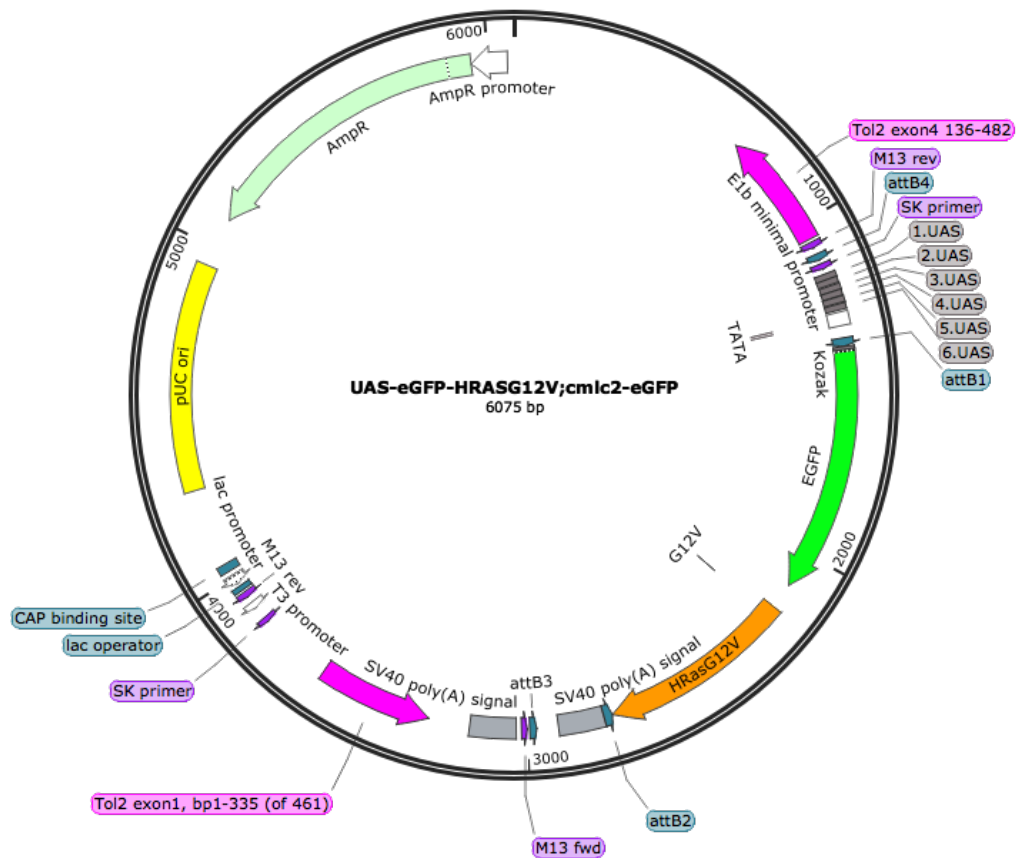 6000
AmpR promoter
AmpR
Tol2 exon4 136-482
M13 rev
attB4
SK primer
1.UAS
2.UAS
3.UAS
4.UAS
5.UAS
6.UAS
attB1
1000
E1b minimal promoter
TATA
Kozak
5000
pUC ori
UAS-eGFP-HRASG12V;cmlc2-eGFP
6075 bp
EGFP
2000
G12V
HRasG12V
lac promoter
M13 rev
T3 promoter
CAP binding site
4000
lac operator
SK primer
SV40 poly(A) signal
attB3
SV40 poly(A) signal
3000
Tol2 exon1, bp1-335 (of 461)
attB2
M13 fwd